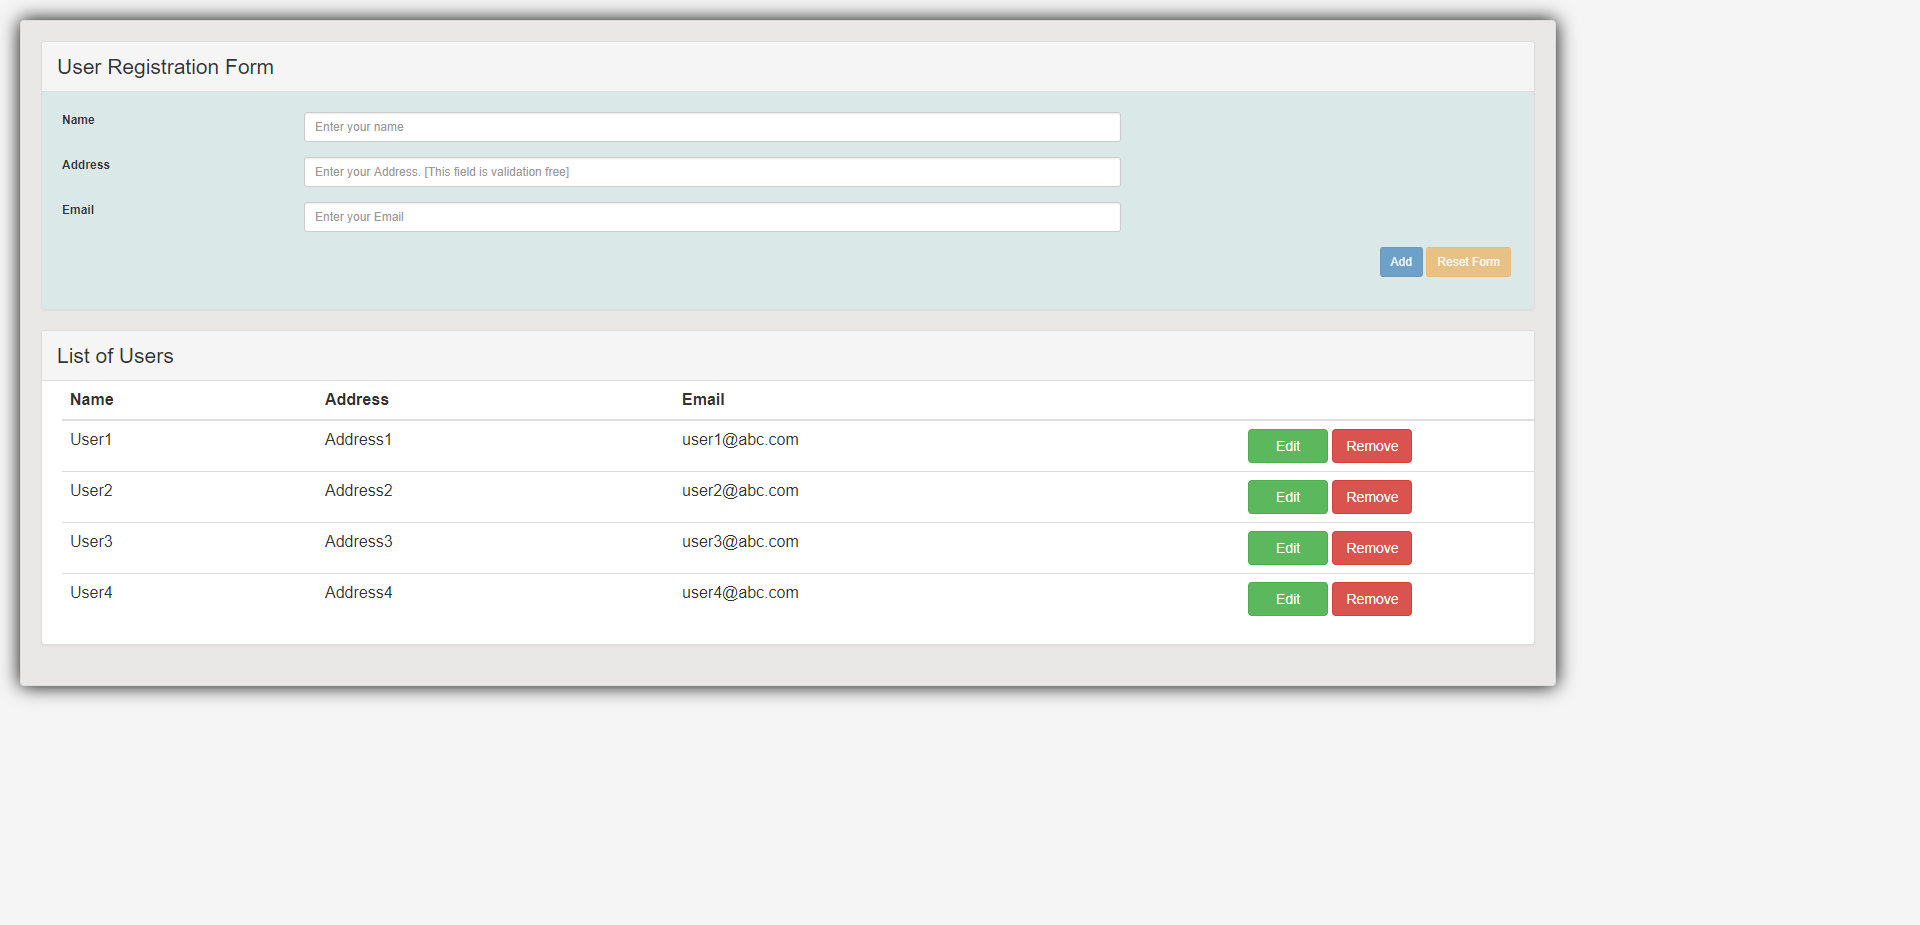 User Registration Form
Name
Enter your name
Address
Enter your Address. [This field is validation free]
Email
Enter your Email
Add Reset Form
List of Users
Name Address Email
User1 Address1 user1@abc.com Edit Remove
User2 Address2 user2@abc.com Edit Remove
User3 Address3 user3@abc.com Edit Remove
User4 Address4 user4@abc.com Edit Remove